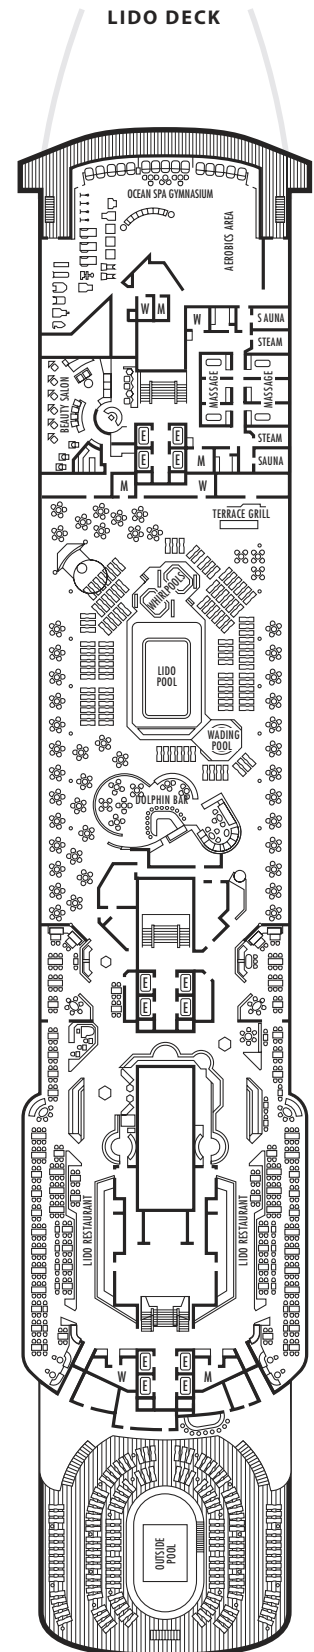 LIDO DECK
OCEAN SPA GYMNASIUM
AEROBICS AREA
W M
W
SAUNA
STEAM
MASSAGE
MASSAGE
BEAUTY SALON
E E
E E
STEAM
M
SAUNA
M
W
TERRACE GRILL
WHIRLPOOLS
LIDO
POOL
WADING
POOL
DOLPHIN BAR
E E
E E
LIDO RESTAURANT
LIDO RESTAURANT
E E
W
E E
M
OUTSIDE
POOL